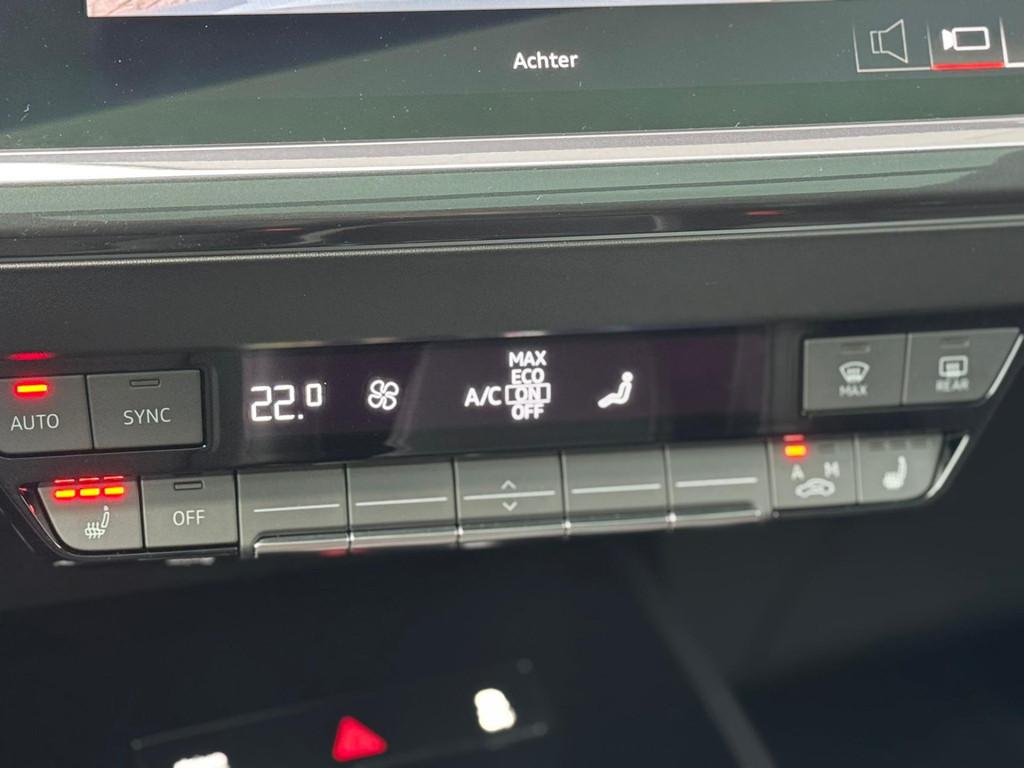 Achter
AUTO
SYNC
22.0
A/C
MAX
ECO
ON
OFF
MAX
REAR
OFF
A M